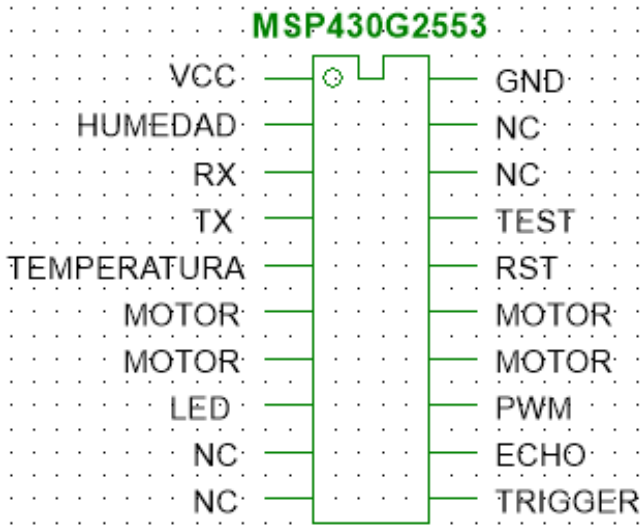 MSP430G2553
VCC GND
HUMEDAD NC
RX NC
TX TEST
TEMPERATURA RST
MOTOR MOTOR
MOTOR MOTOR
LED PWM
NC ECHO
NC TRIGGER